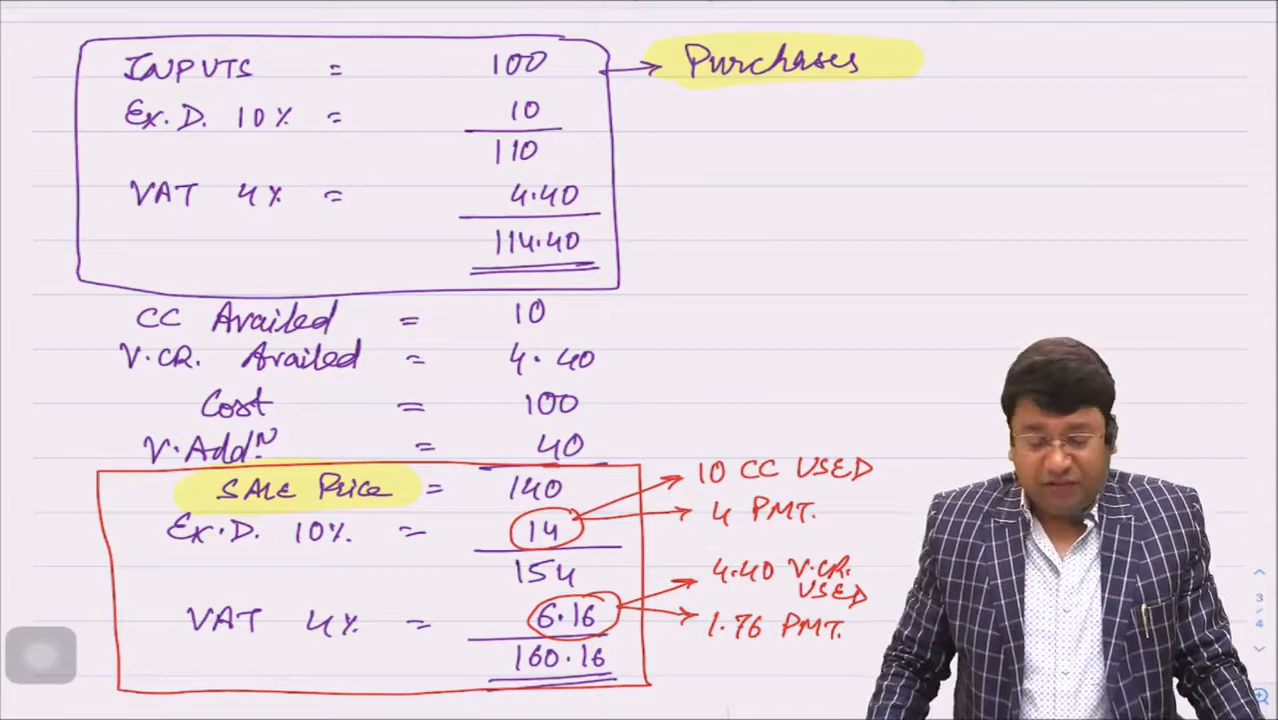 INPUTS = 100 → Purchases
Ex.D. 10% = 10
110
VAT 4% = 4.40
114.40
CC Availed = 10
V.CR. Availed = 4.40
Cost = 100
V.Addⁿ = 40
SALE Price = 140
10 CC USED
4 PMT.
Ex.D. 10% = 14
154
4.40 V.CR. USED
1.76 PMT.
VAT 4% = 6.16
160.16
3
4